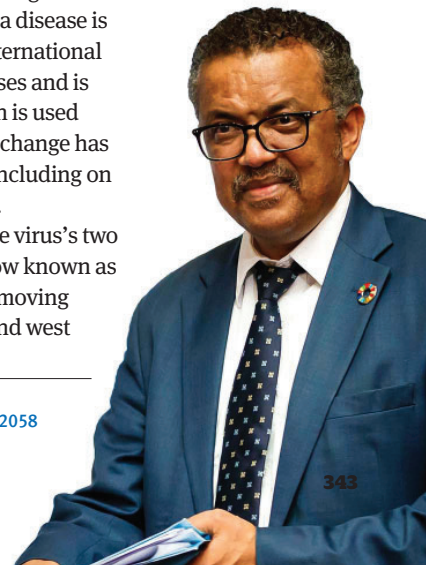 a disease is
ternational
ses and is
n is used
change has
ncluding on
e virus's two
ow known as
moving
nd west
2058
343